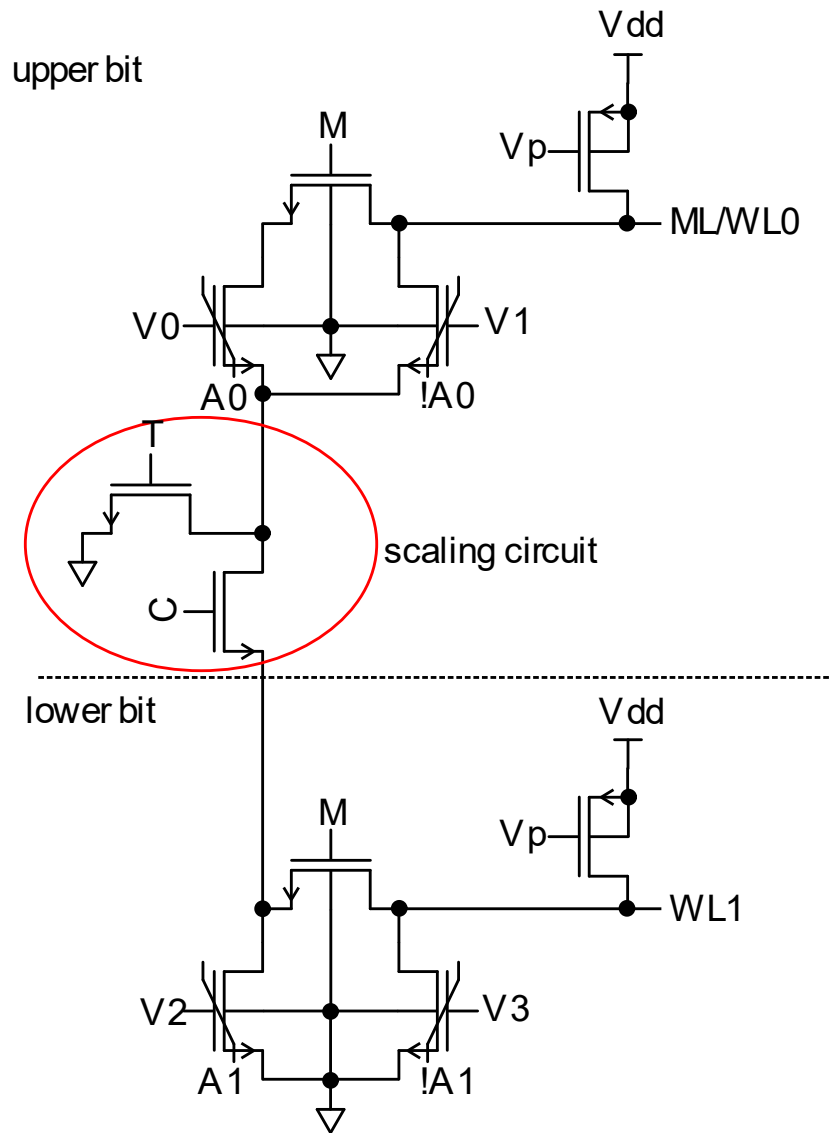 Vdd
upper bit
M
Vp
ML/WL0
V0
V1
A0
!A0
T
scaling circuit
C
lower bit
Vdd
M
Vp
WL1
V2
V3
A1
!A1